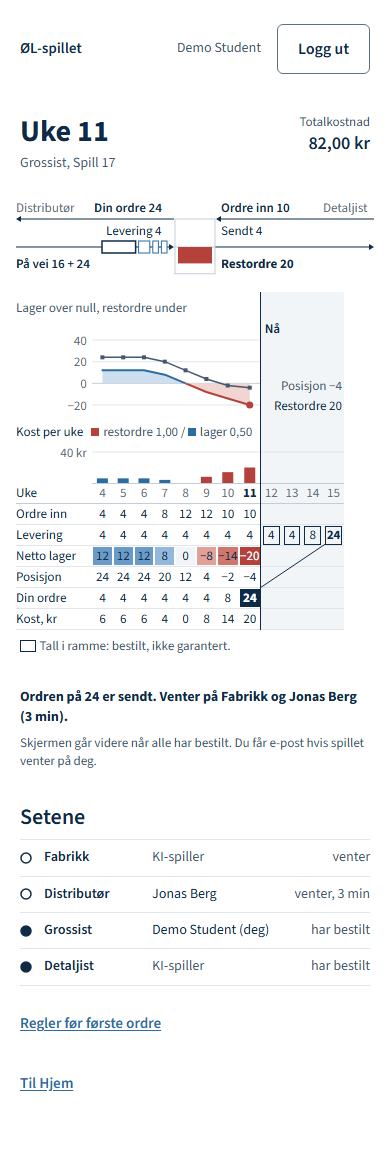 ØL-spillet
Demo Student
Logg ut
Uke 11
Grossist, Spill 17
Totalkostnad
82,00 kr
Distributør Din ordre 24 Ordre inn 10 Detaljist
Levering 4 Sendt 4
På vei 16 + 24 Restordre 20
Lager over null, restordre under
Nå
40
20
0
−20
Posisjon −4
Restordre 20
Kost per uke restordre 1,00 / lager 0,50
40 kr
Uke 4 5 6 7 8 9 10 11 12 13 14 15
Ordre inn 4 4 4 8 12 12 10 10
Levering 4 4 4 4 4 4 4 4 4 4 8 24
Netto lager 12 12 12 8 0 −8 −14 −20
Posisjon 24 24 24 20 12 4 −2 −4
Din ordre 4 4 4 4 4 4 8 24
Kost, kr 6 6 6 4 0 8 14 20
Tall i ramme: bestilt, ikke garantert.
Ordren på 24 er sendt. Venter på Fabrikk og Jonas Berg
(3 min).
Skjermen går videre når alle har bestilt. Du får e-post hvis spillet
venter på deg.
Setene
Fabrikk KI-spiller venter
Distributør Jonas Berg venter, 3 min
Grossist Demo Student (deg) har bestilt
Detaljist KI-spiller har bestilt
Regler før første ordre
Til Hjem